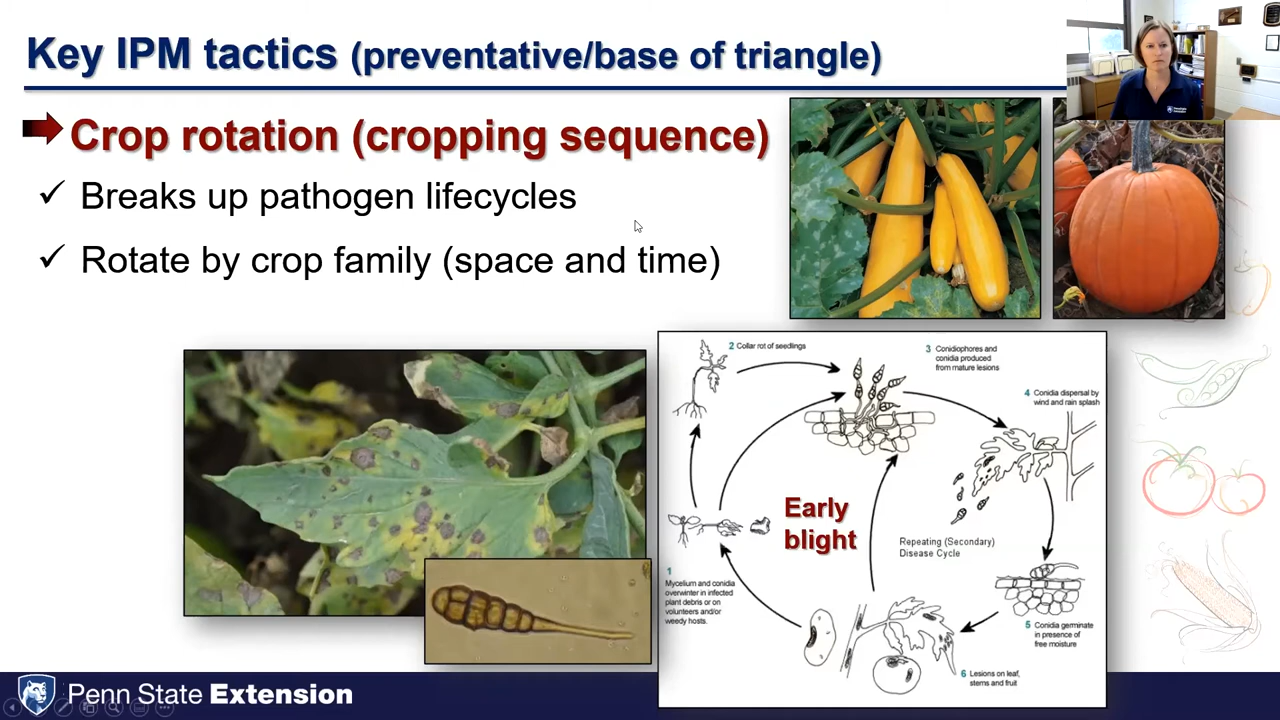 Key IPM tactics (preventative/base of triangle)
Crop rotation (cropping sequence)
Breaks up pathogen lifecycles
Rotate by crop family (space and time)
2 Collar rot of seedlings
3 Conidiophores and
conidia produced
from mature lesions
4 Conidia dispersal by
wind and rain splash
Early
blight
Repeating (Secondary)
Disease Cycle
1
Mycelium and conidia
overwinter in infected
plant debris or on
volunteers and/or
weedy hosts.
5 Conidia germinate
in presence of
free moisture
6 Lesions on leaf,
stems and fruit
Penn State Extension